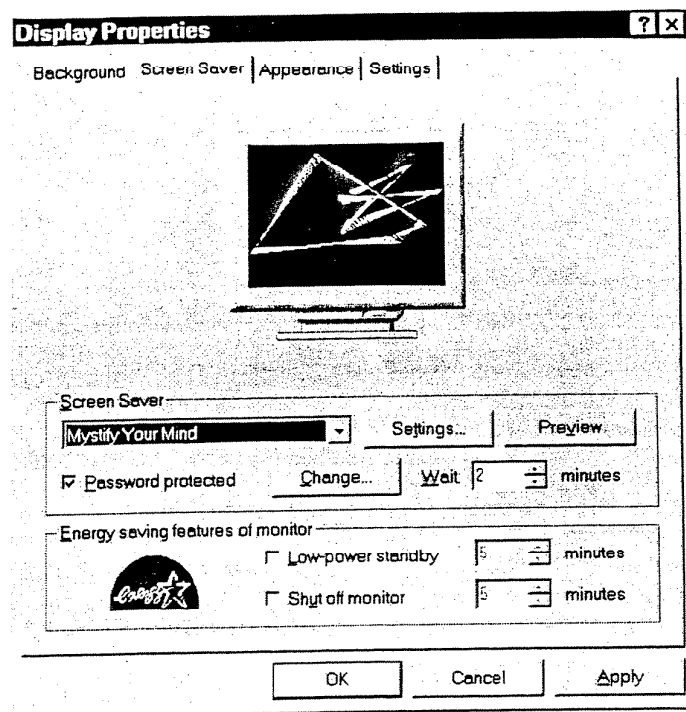 Display Properties
Background Screen Saver Appearance Settings
Screen Saver
Mystify Your Mind Settings... Preview.
Password protected Change... Wait 2 minutes
Energy saving features of monitor
Low-power standby 5 minutes
energy Shut off monitor 5 minutes
OK Cancel Apply